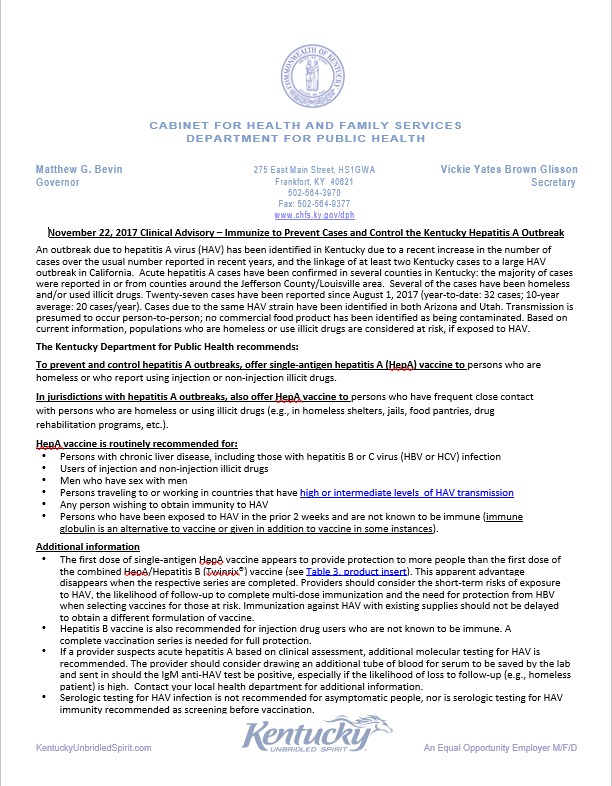 COMMONWEALTH OF KENTUCKY
CABINET FOR HEALTH AND FAMILY SERVICES
DEPARTMENT FOR PUBLIC HEALTH
Matthew G. Bevin
Governor
275 East Main Street, HS1GWA
Frankfort, KY 40621
502-564-3970
Fax: 502-564-9377
www.chfs.ky.gov/dph
Vickie Yates Brown Glisson
Secretary
November 22, 2017 Clinical Advisory – Immunize to Prevent Cases and Control the Kentucky Hepatitis A Outbreak
An outbreak due to hepatitis A virus (HAV) has been identified in Kentucky due to a recent increase in the number of
cases over the usual number reported in recent years, and the linkage of at least two Kentucky cases to a large HAV
outbreak in California. Acute hepatitis A cases have been confirmed in several counties in Kentucky: the majority of cases
were reported in or from counties around the Jefferson County/Louisville area. Several of the cases have been homeless
and/or used illicit drugs. Twenty-seven cases have been reported since August 1, 2017 (year-to-date: 32 cases; 10-year
average: 20 cases/year). Cases due to the same HAV strain have been identified in both Arizona and Utah. Transmission is
presumed to occur person-to-person; no commercial food product has been identified as being contaminated. Based on
current information, populations who are homeless or use illicit drugs are considered at risk, if exposed to HAV.
The Kentucky Department for Public Health recommends:
To prevent and control hepatitis A outbreaks, offer single-antigen hepatitis A (HepA) vaccine to persons who are
homeless or who report using injection or non-injection illicit drugs.
In jurisdictions with hepatitis A outbreaks, also offer HepA vaccine to persons who have frequent close contact
with persons who are homeless or using illicit drugs (e.g., in homeless shelters, jails, food pantries, drug
rehabilitation programs, etc.).
HepA vaccine is routinely recommended for:
• Persons with chronic liver disease, including those with hepatitis B or C virus (HBV or HCV) infection
• Users of injection and non-injection illicit drugs
• Men who have sex with men
• Persons traveling to or working in countries that have high or intermediate levels of HAV transmission
• Any person wishing to obtain immunity to HAV
• Persons who have been exposed to HAV in the prior 2 weeks and are not known to be immune (immune
globulin is an alternative to vaccine or given in addition to vaccine in some instances).
Additional information
• The first dose of single-antigen HepA vaccine appears to provide protection to more people than the first dose of
the combined HepA/Hepatitis B (Twinrix®) vaccine (see Table 3, product insert). This apparent advantage
disappears when the respective series are completed. Providers should consider the short-term risks of exposure
to HAV, the likelihood of follow-up to complete multi-dose immunization and the need for protection from HBV
when selecting vaccines for those at risk. Immunization against HAV with existing supplies should not be delayed
to obtain a different formulation of vaccine.
• Hepatitis B vaccine is also recommended for injection drug users who are not known to be immune. A
complete vaccination series is needed for full protection.
• If a provider suspects acute hepatitis A based on clinical assessment, additional molecular testing for HAV is
recommended. The provider should consider drawing an additional tube of blood for serum to be saved by the lab
and sent in should the IgM anti-HAV test be positive, especially if the likelihood of loss to follow-up (e.g., homeless
patient) is high. Contact your local health department for additional information.
• Serologic testing for HAV infection is not recommended for asymptomatic people, nor is serologic testing for HAV
immunity recommended as screening before vaccination.
KentuckyUnbridledSpirit.com
Kentucky
UNBRIDLED SPIRIT
An Equal Opportunity Employer M/F/D